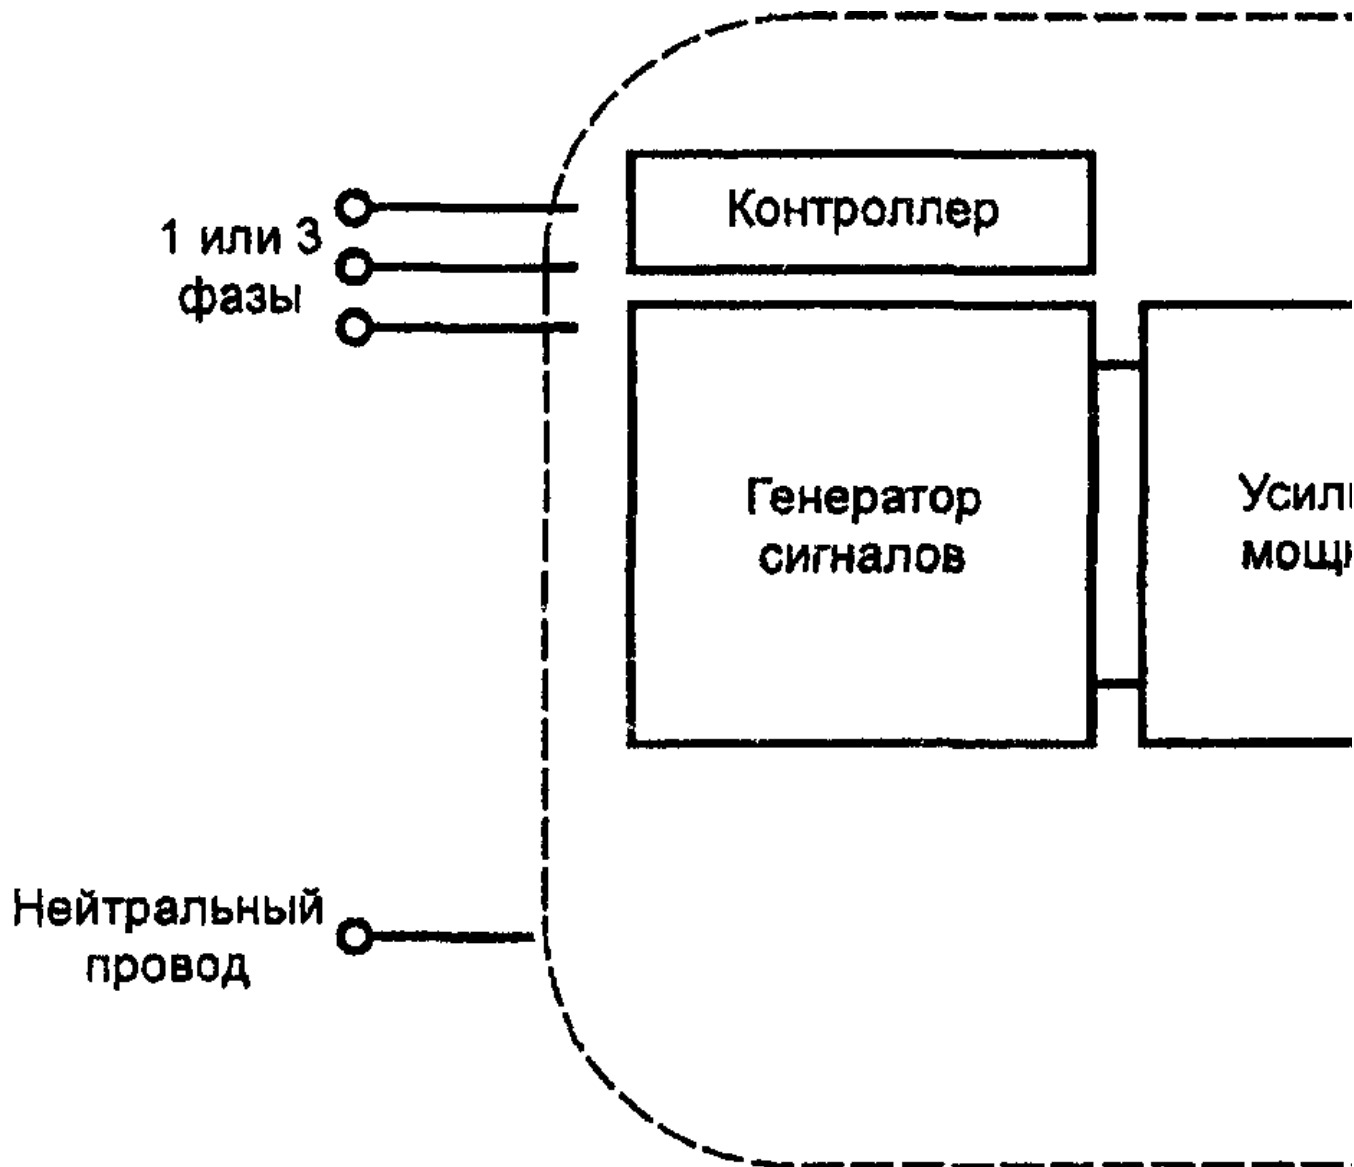 Контроллер
1 или 3
фазы
Генератор
сигналов
Нейтральный
провод